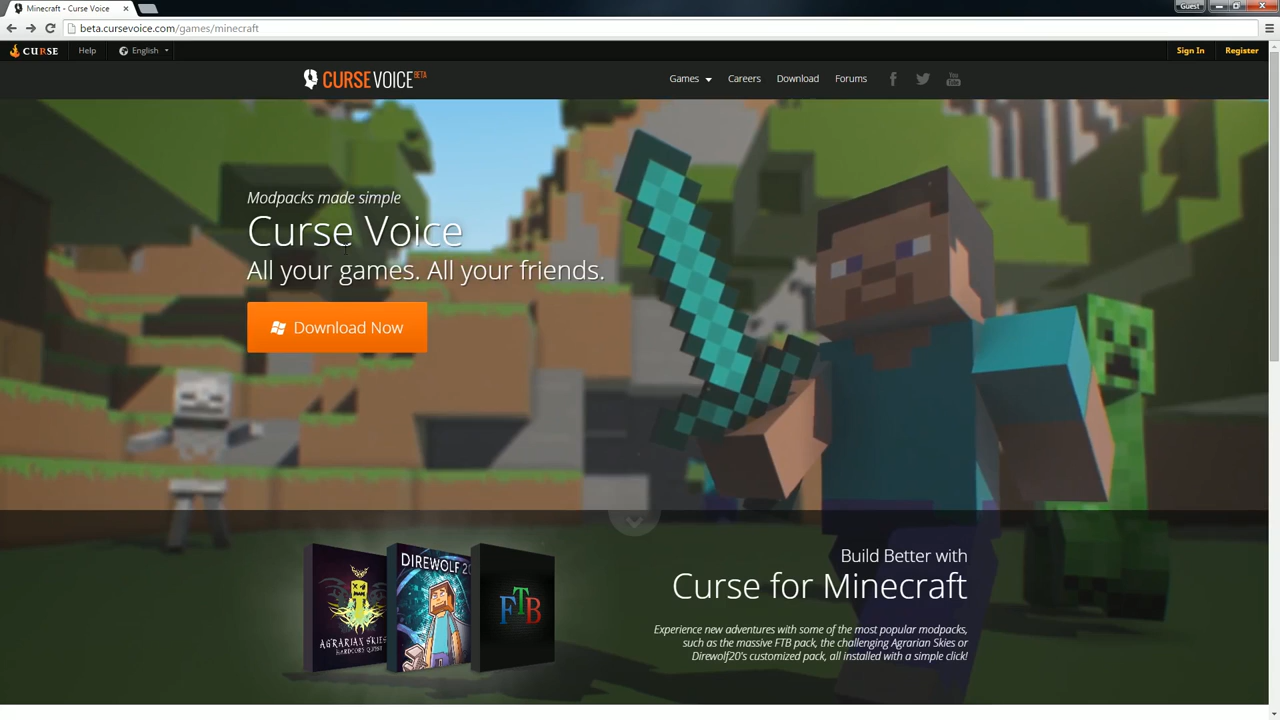 Minecraft - Curse Voice
Guest
beta.cursevoice.com/games/minecraft
CURSE Help English Sign In Register
CURSEVOICE BETA Games Careers Download Forums You Tube
Modpacks made simple
Curse Voice
All your games. All your friends.
Download Now
AGRARIAN SKIES
HARDCORE QUEST
DIREWOLF 20
FTB
Build Better with
Curse for Minecraft
Experience new adventures with some of the most popular modpacks,
such as the massive FTB pack, the challenging Agrarian Skies or
Direwolf20's customized pack, all installed with a simple click!